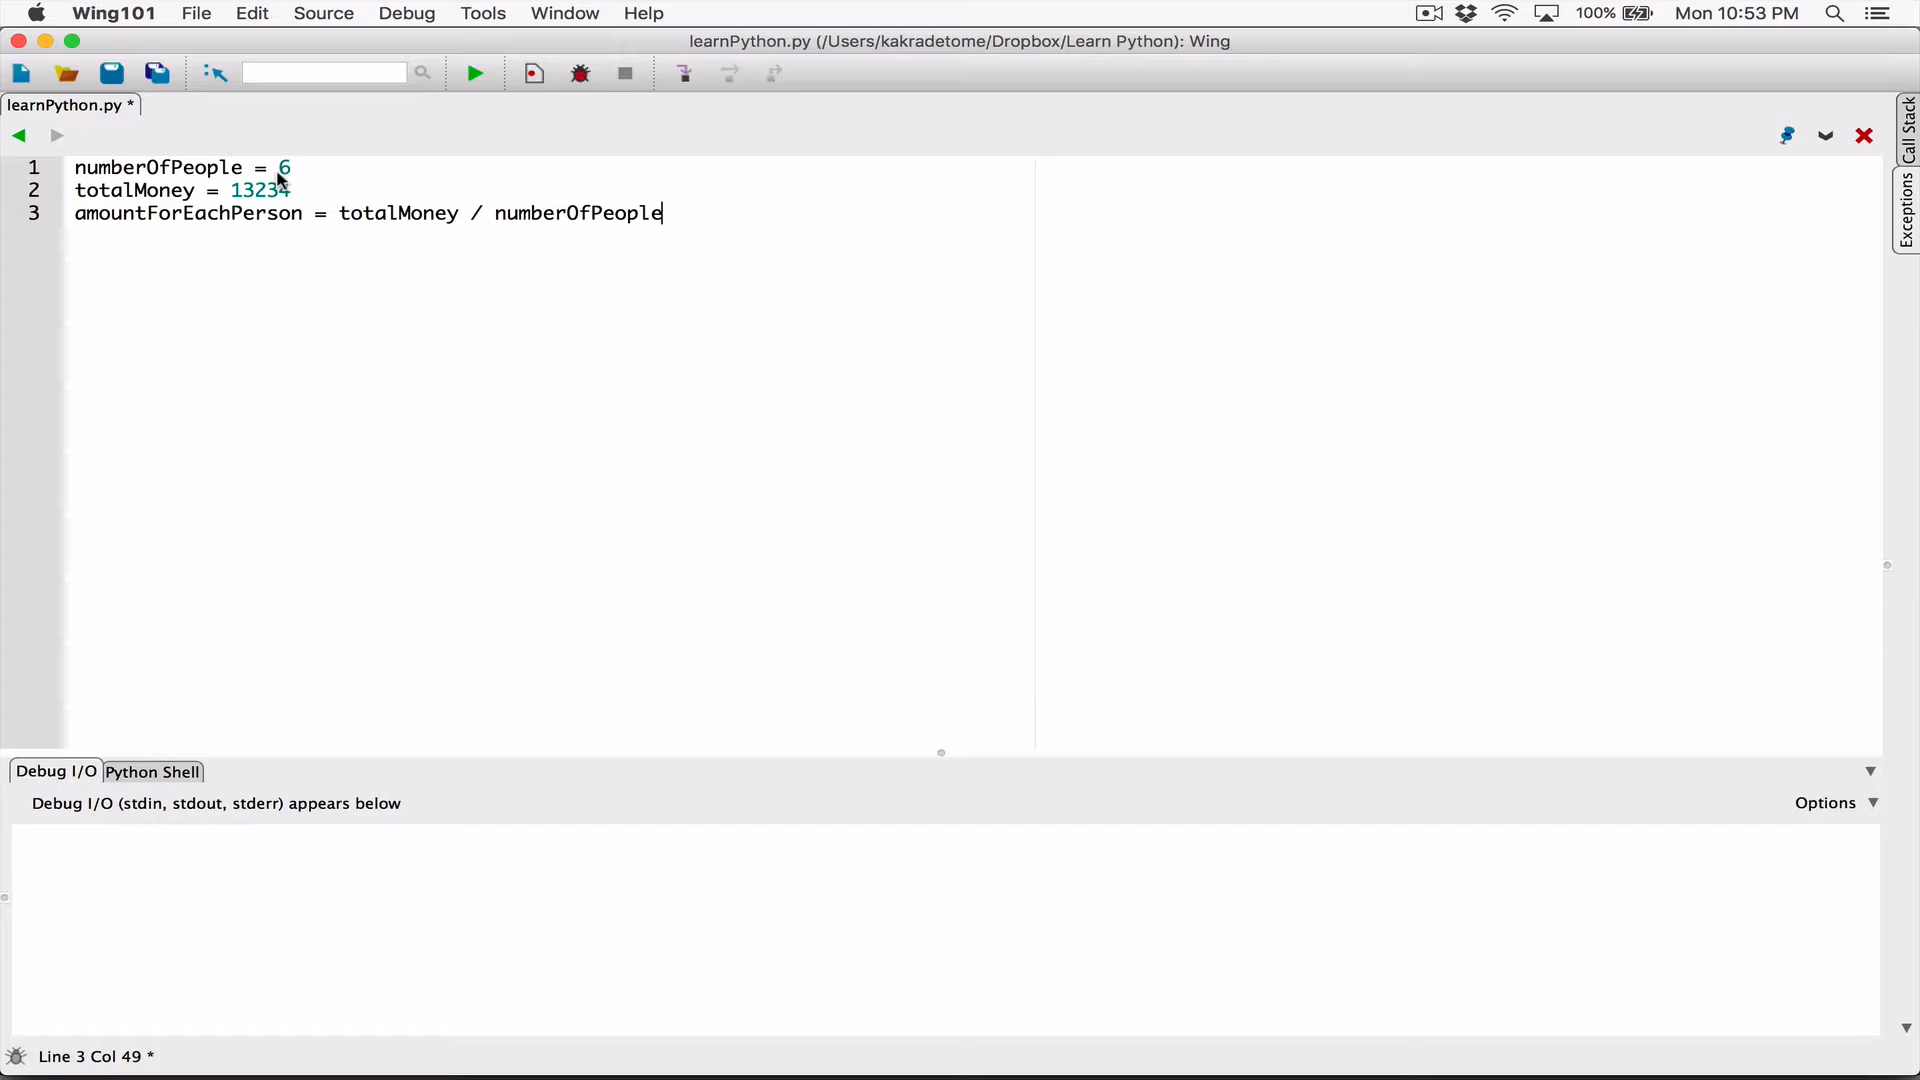 Wing101 File Edit Source Debug Tools Window Help 100% Mon 10:53 PM
learnPython.py (/Users/kakradetome/Dropbox/Learn Python): Wing
learnPython.py *
Call Stack
Exceptions
1 numberOfPeople = 6
2 totalMoney = 13234
3 amountForEachPerson = totalMoney / numberOfPeople
Debug I/O Python Shell
Debug I/O (stdin, stdout, stderr) appears below Options
Line 3 Col 49 *